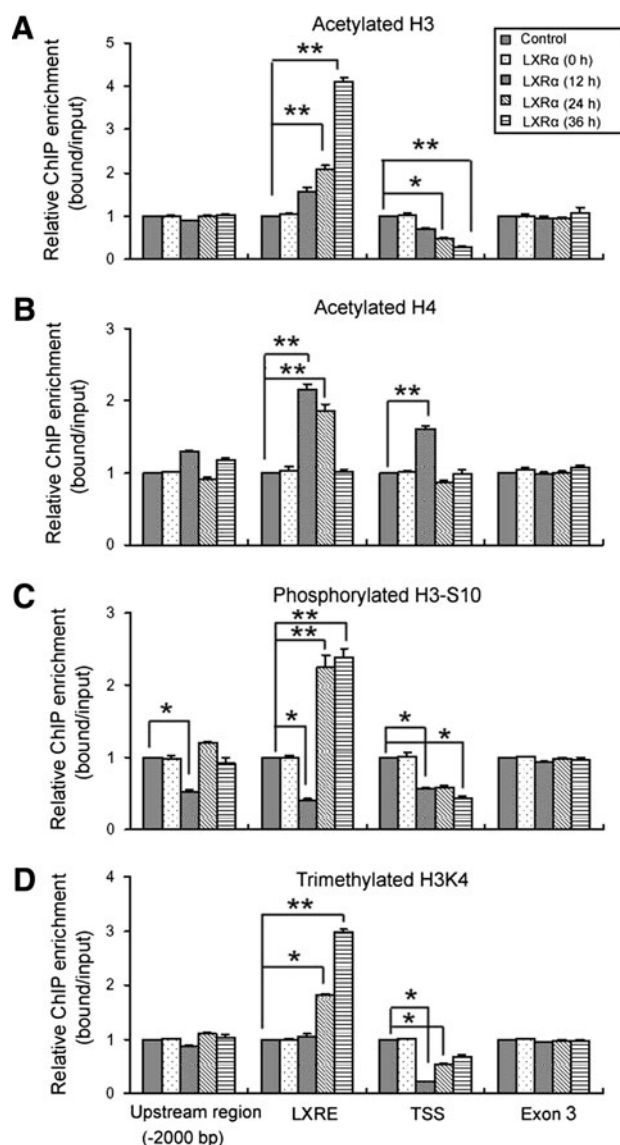 A
Acetylated H3
Relative ChIP enrichment
(bound/input)
5
4
3
2
1
0
**
**
**
*
Control
LXRα (0 h)
LXRα (12 h)
LXRα (24 h)
LXRα (36 h)
B
Acetylated H4
Relative ChIP enrichment
(bound/input)
3
2
1
0
**
**
**
C
Phosphorylated H3-S10
Relative ChIP enrichment
(bound/input)
3
2
1
0
*
**
**
*
*
*
D
Trimethylated H3K4
Relative ChIP enrichment
(bound/input)
4
3
2
1
0
**
*
*
*
Upstream region
(-2000 bp)
LXRE
TSS
Exon 3